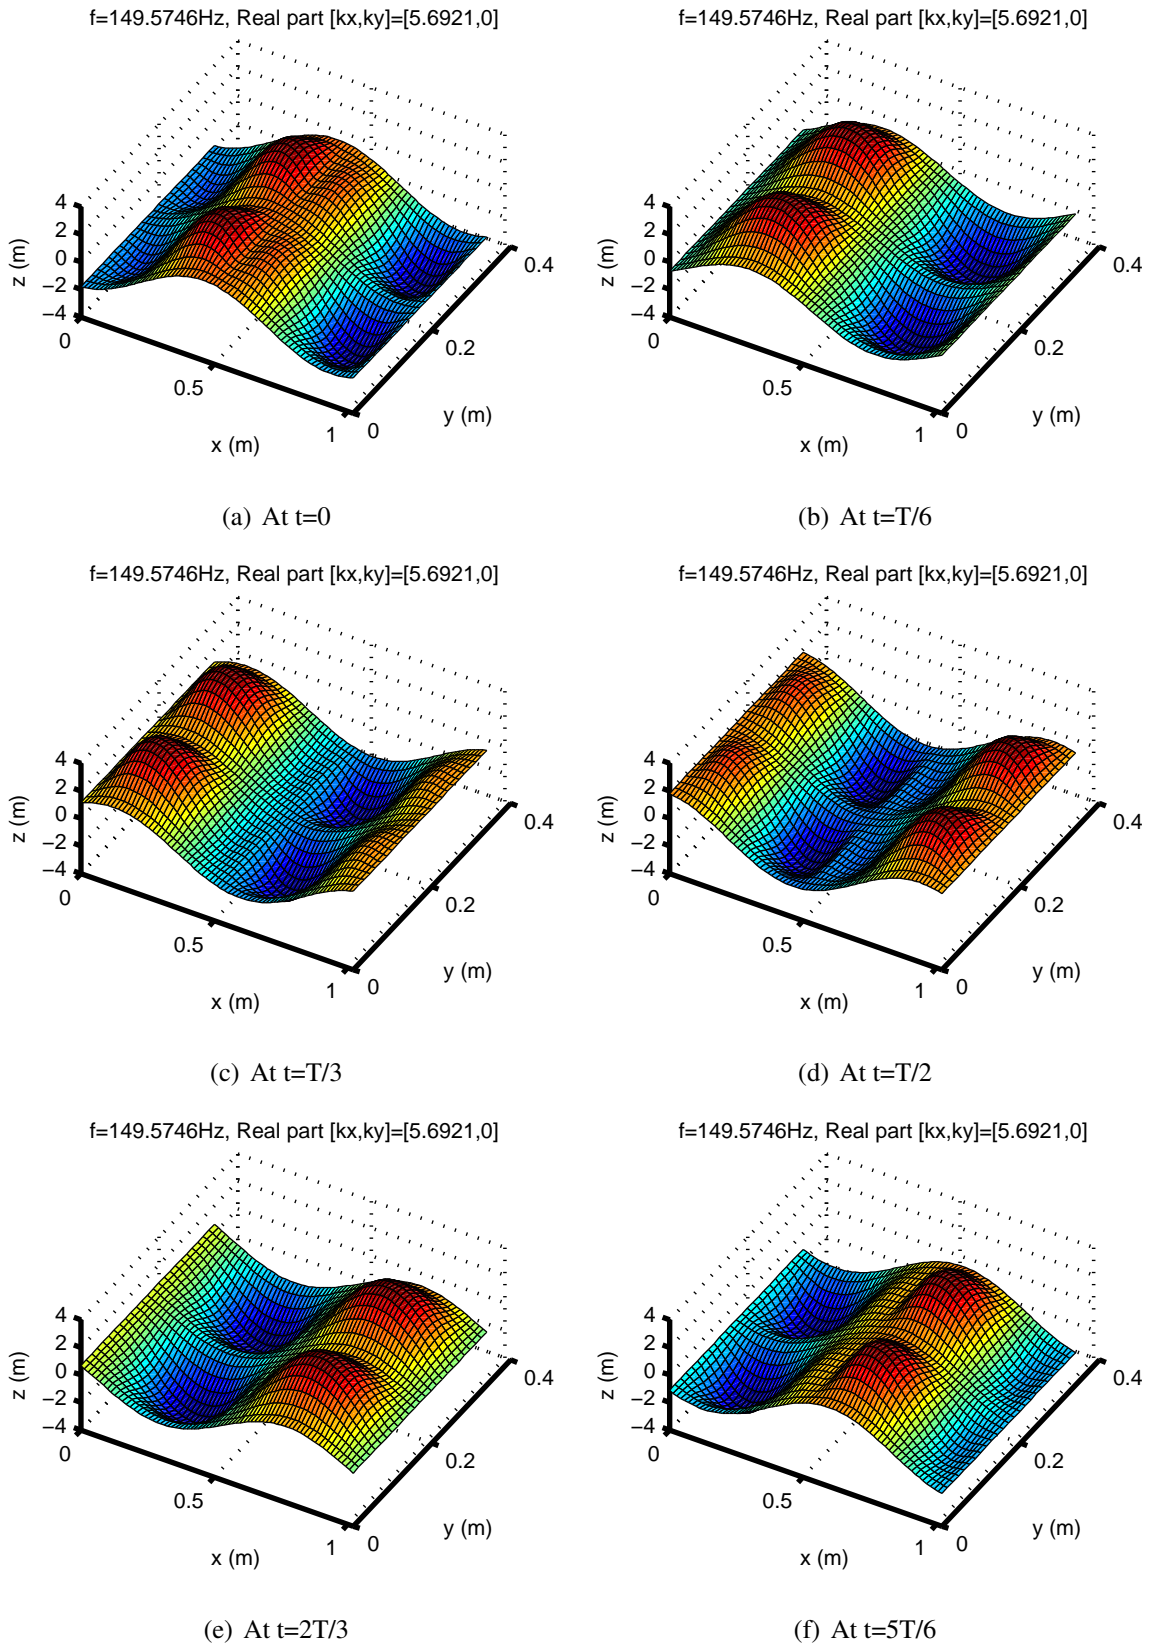 f=149.5746Hz, Real part [kx,ky]=[5.6921,0]
f=149.5746Hz, Real part [kx,ky]=[5.6921,0]
4
2
0
−2
−4
z (m)
0
0.5
1
x (m)
0
0.2
0.4
y (m)
4
2
0
−2
−4
z (m)
0
0.5
1
x (m)
0
0.2
0.4
y (m)
(a) At t=0
(b) At t=T/6
f=149.5746Hz, Real part [kx,ky]=[5.6921,0]
f=149.5746Hz, Real part [kx,ky]=[5.6921,0]
4
2
0
−2
−4
z (m)
0
0.5
1
x (m)
0
0.2
0.4
y (m)
4
2
0
−2
−4
z (m)
0
0.5
1
x (m)
0
0.2
0.4
y (m)
(c) At t=T/3
(d) At t=T/2
f=149.5746Hz, Real part [kx,ky]=[5.6921,0]
f=149.5746Hz, Real part [kx,ky]=[5.6921,0]
4
2
0
−2
−4
z (m)
0
0.5
1
x (m)
0
0.2
0.4
y (m)
4
2
0
−2
−4
z (m)
0
0.5
1
x (m)
0
0.2
0.4
y (m)
(e) At t=2T/3
(f) At t=5T/6